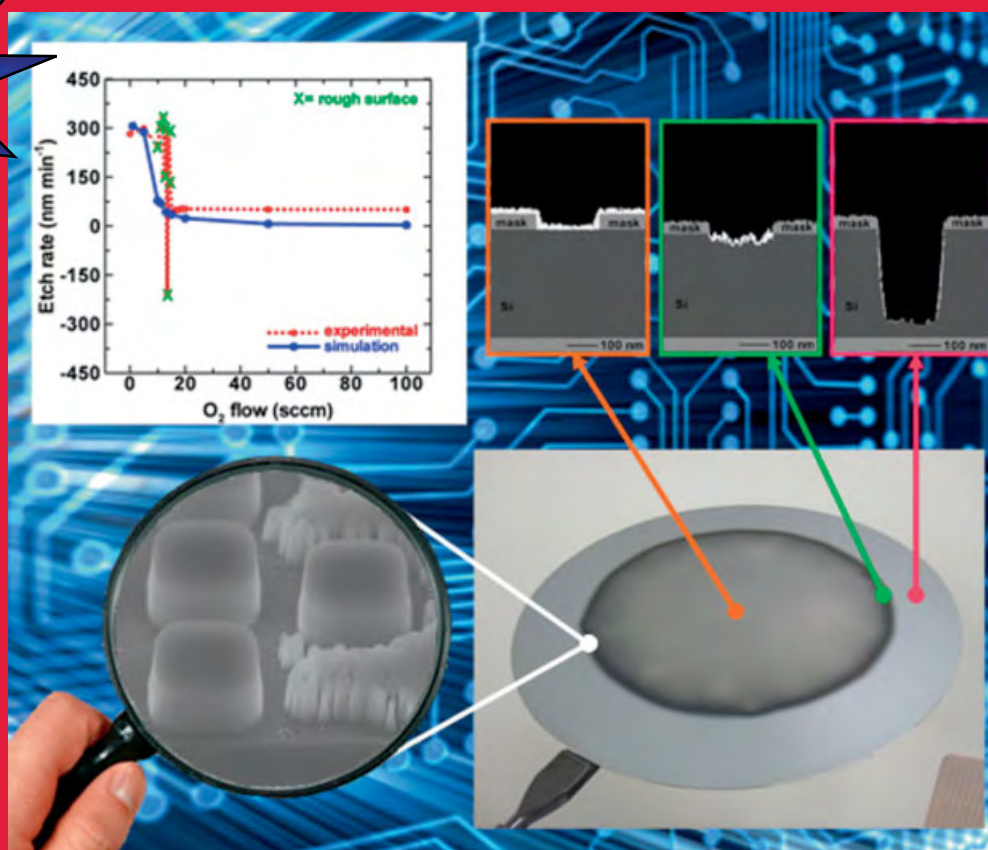 450
300
150
0
-150
-300
-450
Etch rate (nm min⁻¹)
X= rough surface
experimental
simulation
0 20 40 60 80 100
O₂ flow (sccm)
mask mask
Si
100 nm
mask mask
Si
100 nm
mask mask
Si
100 nm